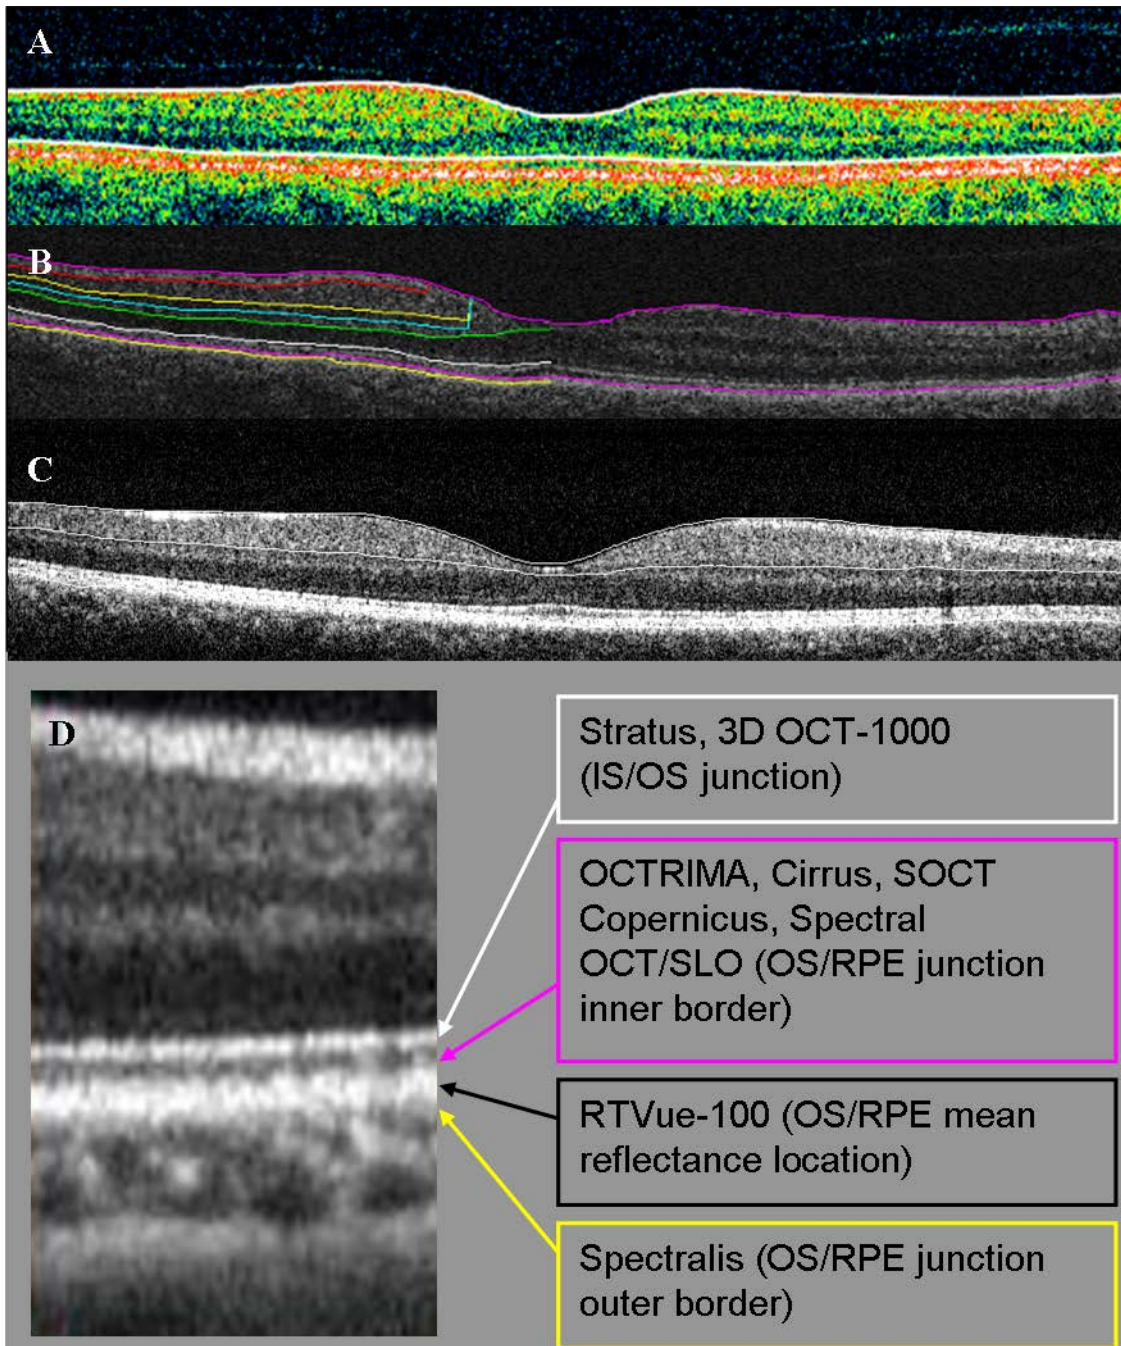 A
B
C
D
Stratus, 3D OCT-1000
(IS/OS junction)
OCTRIMA, Cirrus, SOCT
Copernicus, Spectral
OCT/SLO (OS/RPE junction
inner border)
RTVue-100 (OS/RPE mean
reflectance location)
Spectralis (OS/RPE junction
outer border)